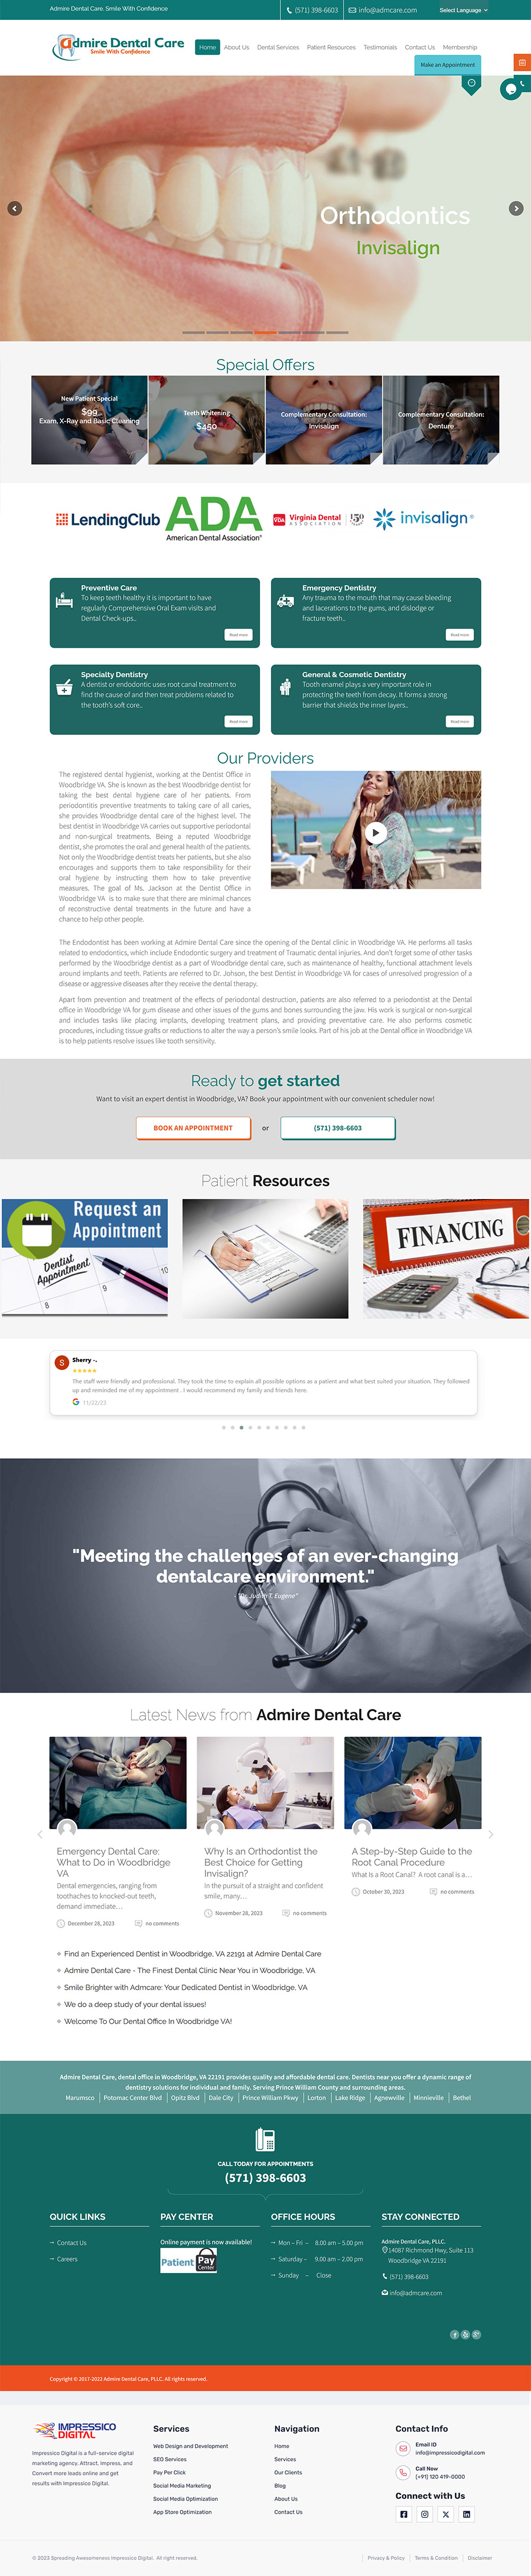 Admire Dental Care. Smile With Confidence
(571) 398-6603
info@admcare.com
Select Language
Admire Dental Care
Smile With Confidence
Home
About Us
Dental Services
Patient Resources
Testimonials
Contact Us
Membership
Make an Appointment
Orthodontics
Invisalign
Special Offers
New Patient Special
$99
Exam, X-Ray and Basic Cleaning
Teeth Whitening
$450
Complementary Consultation:
Invisalign
Complementary Consultation:
Denture
LendingClub
ADA
American Dental Association®
VDA
Virginia Dental
ASSOCIATION
150
invisalign
Preventive Care
To keep teeth healthy it is important to have
regularly Comprehensive Oral Exam visits and
Dental Check-ups..
Read more
Emergency Dentistry
Any trauma to the mouth that may cause bleeding
and lacerations to the gums, and dislodge or
fracture teeth..
Read more
Specialty Dentistry
A dentist or endodontic uses root canal treatment to
find the cause of and then treat problems related to
the tooth's soft core..
Read more
General & Cosmetic Dentistry
Tooth enamel plays a very important role in
protecting the teeth from decay. It forms a strong
barrier that shields the inner layers..
Read more
Our Providers
The registered dental hygienist, working at the Dentist Office in
Woodbridge VA. She is known as the best Woodbridge dentist for
taking the best dental hygiene care of her patients. From
periodontitis preventive treatments to taking care of all caries,
she provides Woodbridge dental care of the highest level. The
best dentist in Woodbridge VA carries out supportive periodontal
and non-surgical treatments. Being a reputed Woodbridge
dentist, she promotes the oral and general health of the patients.
Not only the Woodbridge dentist treats her patients, but she also
encourages and supports them to take responsibility for their
oral hygiene by instructing them how to take preventive
measures. The goal of Ms. Jackson at the Dentist Office in
Woodbridge VA is to make sure that there are minimal chances
of reconstructive dental treatments in the future and have a
chance to help other people.
The Endodontist has been working at Admire Dental Care since the opening of the Dental clinic in Woodbridge VA. He performs all tasks
related to endodontics, which include Endodontic surgery and treatment of Traumatic dental injuries. And don't forget some of other tasks
performed by the Woodbridge dentist as a part of Woodbridge dental care, such as maintenance of healthy, functional attachment levels
around implants and teeth. Patients are referred to Dr. Johson, the best Dentist in Woodbridge VA for cases of unresolved progression of a
disease or aggressive diseases after they receive the dental therapy.
Apart from prevention and treatment of the effects of periodontal destruction, patients are also referred to a periodontist at the Dental
office in Woodbridge VA for gum disease and other issues of the gums and bones surrounding the jaw. His work is surgical or non-surgical
and includes tasks like placing implants, developing treatment plans, and providing preventative care. He also performs cosmetic
procedures, including tissue grafts or reductions to alter the way a person's smile looks. Part of his job at the Dental office in Woodbridge VA
is to help patients resolve issues like tooth sensitivity.
Ready to get started
Want to visit an expert dentist in Woodbridge, VA? Book your appointment with our convenient scheduler now!
BOOK AN APPOINTMENT
or
(571) 398-6603
Patient Resources
Request an
Appointment
Dentist
Appointment
8
9
10
FINANCING
S
Sherry -.
The staff were friendly and professional. They took the time to explain all possible options as a patient and what best suited your situation. They followed
up and reminded me of my appointment . I would recommend my family and friends here.
11/22/23
"Meeting the challenges of an ever-changing
dentalcare environment."
"Dr. Judith T. Eugene"
Latest News from Admire Dental Care
Emergency Dental Care:
What to Do in Woodbridge
VA
Dental emergencies, ranging from
toothaches to knocked-out teeth,
demand immediate...
December 28, 2023
no comments
Why Is an Orthodontist the
Best Choice for Getting
Invisalign?
In the pursuit of a straight and confident
smile, many...
November 28, 2023
no comments
A Step-by-Step Guide to the
Root Canal Procedure
What Is a Root Canal? A root canal is a...
October 30, 2023
no comments
Find an Experienced Dentist in Woodbridge, VA 22191 at Admire Dental Care
Admire Dental Care - The Finest Dental Clinic Near You in Woodbridge, VA
Smile Brighter with Admcare: Your Dedicated Dentist in Woodbridge, VA
We do a deep study of your dental issues!
Welcome To Our Dental Office In Woodbridge VA!
Admire Dental Care, dental office in Woodbridge, VA 22191 provides quality and affordable dental care. Dentists near you offer a dynamic range of
dentistry solutions for individual and family. Serving Prince William County and surrounding areas.
Marumsco | Potomac Center Blvd | Opitz Blvd | Dale City | Prince William Pkwy | Lorton | Lake Ridge | Agnewville | Minnieville | Bethel
CALL TODAY FOR APPOINTMENTS
(571) 398-6603
QUICK LINKS
Contact Us
Careers
PAY CENTER
Online payment is now available!
Patient Pay
Center
OFFICE HOURS
Mon – Fri – 8.00 am – 5.00 pm
Saturday – 9.00 am – 2.00 pm
Sunday – Close
STAY CONNECTED
Admire Dental Care, PLLC.
14087 Richmond Hwy, Suite 113
Woodbridge VA 22191
(571) 398-6603
info@admcare.com
Copyright © 2017-2022 Admire Dental Care, PLLC. All rights reserved.
IMPRESSICO
DIGITAL
Impressico Digital is a full-service digital
marketing agency. Attract, Impress, and
Convert more leads online and get
results with Impressico Digital.
Services
Web Design and Development
SEO Services
Pay Per Click
Social Media Marketing
Social Media Optimization
App Store Optimization
Navigation
Home
Services
Our Clients
Blog
About Us
Contact Us
Contact Info
Email ID
info@impressicodigital.com
Call Now
(+91) 120 419-0000
Connect with Us
© 2023 Spreading Awesomeness Impressico Digital. All right reserved.
Privacy & Policy | Terms & Condition | Disclaimer